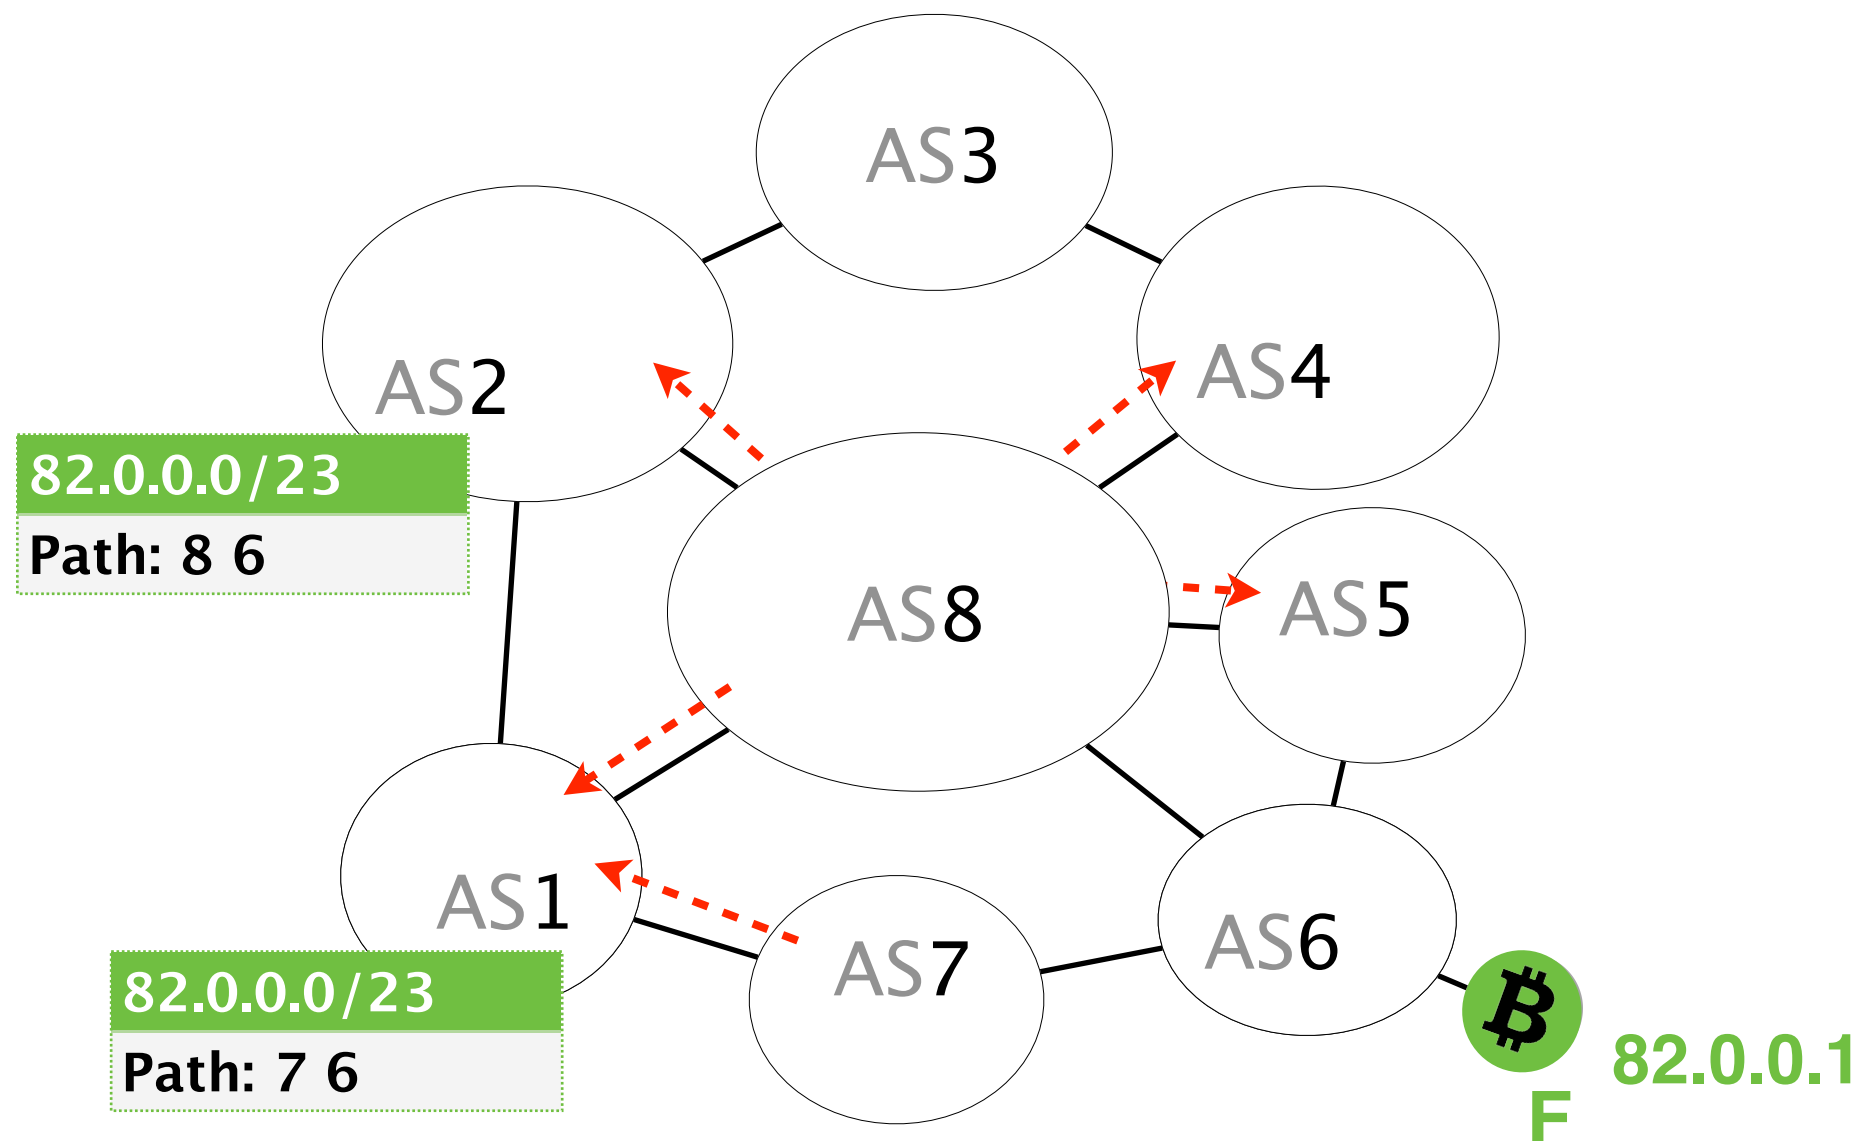 AS3
AS2
AS4
82.0.0.0/23
Path: 8 6
AS8
AS5
AS1
AS7
AS6
82.0.0.0/23
Path: 7 6
82.0.0.1
F